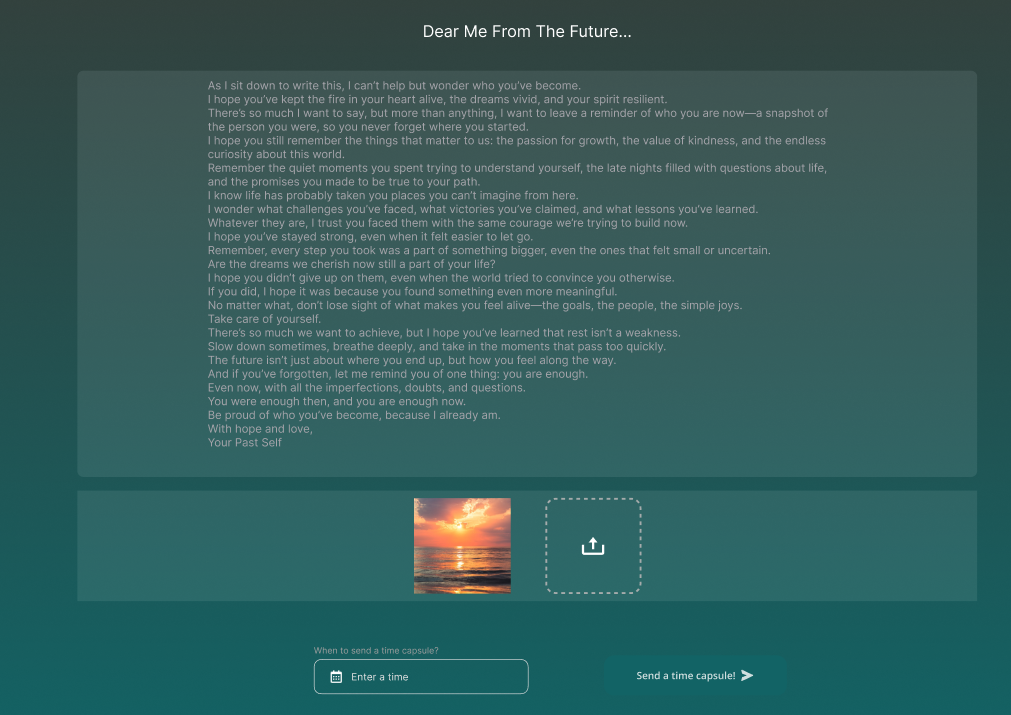 Dear Me From The Future...
As I sit down to write this, I can't help but wonder who you've become.
I hope you've kept the fire in your heart alive, the dreams vivid, and your spirit resilient.
There's so much I want to say, but more than anything, I want to leave a reminder of who you are now—a snapshot of
the person you were, so you never forget where you started.
I hope you still remember the things that matter to us: the passion for growth, the value of kindness, and the endless
curiosity about this world.
Remember the quiet moments you spent trying to understand yourself, the late nights filled with questions about life,
and the promises you made to be true to your path.
I know life has probably taken you places you can't imagine from here.
I wonder what challenges you've faced, what victories you've claimed, and what lessons you've learned.
Whatever they are, I trust you faced them with the same courage we're trying to build now.
I hope you've stayed strong, even when it felt easier to let go.
Remember, every step you took was a part of something bigger, even the ones that felt small or uncertain.
Are the dreams we cherish now still a part of your life?
I hope you didn't give up on them, even when the world tried to convince you otherwise.
If you did, I hope it was because you found something even more meaningful.
No matter what, don't lose sight of what makes you feel alive—the goals, the people, the simple joys.
Take care of yourself.
There's so much we want to achieve, but I hope you've learned that rest isn't a weakness.
Slow down sometimes, breathe deeply, and take in the moments that pass too quickly.
The future isn't just about where you end up, but how you feel along the way.
And if you've forgotten, let me remind you of one thing: you are enough.
Even now, with all the imperfections, doubts, and questions.
You were enough then, and you are enough now.
Be proud of who you've become, because I already am.
With hope and love,
Your Past Self
When to send a time capsule?
Enter a time
Send a time capsule!